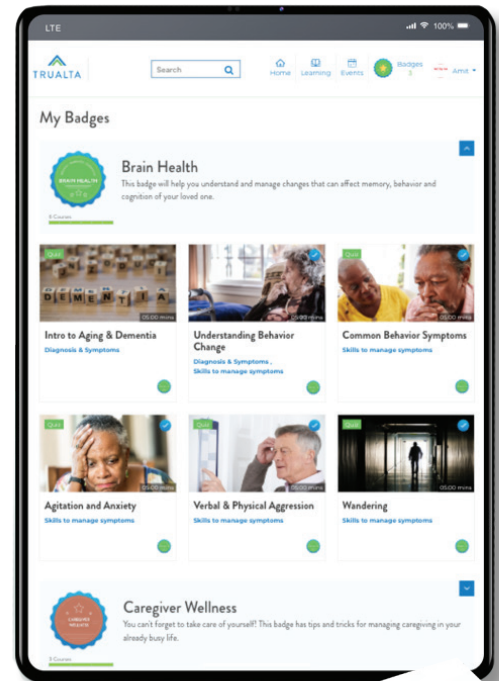 LTE
100%
TRUALTA
Search
Home
Learning
Events
Badges
3
Amit
My Badges
BRAIN HEALTH
Brain Health
This badge will help you understand and manage changes that can affect memory, behavior and
cognition of your loved one.
Quiz
DEMENTIA
05:00 mins
Intro to Aging & Dementia
Diagnosis & Symptoms
05:00 mins
Understanding Behavior
Change
Diagnosis & Symptoms ,
Skills to manage symptoms
Quiz
05:00 mins
Common Behavior Symptoms
Skills to manage symptoms
Quiz
05:00 mins
Agitation and Anxiety
Skills to manage symptoms
Quiz
05:00 mins
Verbal & Physical Aggression
Skills to manage symptoms
Quiz
05:00 mins
Wandering
Skills to manage symptoms
CAREGIVER
WELLNESS
Caregiver Wellness
You can't forget to take care of yourself! This badge has tips and tricks for managing caregiving in your
already busy life.